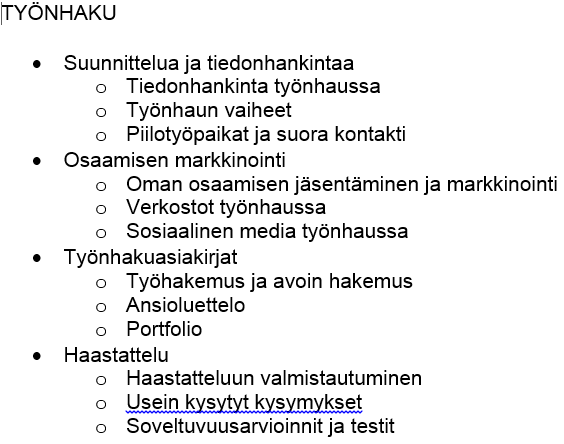 TYÖNHAKU
• Suunnittelua ja tiedonhankintaa
o Tiedonhankinta työnhaussa
o Työnhaun vaiheet
o Piilotyöpaikat ja suora kontakti
• Osaamisen markkinointi
o Oman osaamisen jäsentäminen ja markkinointi
o Verkostot työnhaussa
o Sosiaalinen media työnhaussa
• Työnhakuasiakirjat
o Työhakemus ja avoin hakemus
o Ansioluettelo
o Portfolio
• Haastattelu
o Haastatteluun valmistautuminen
o Usein kysytyt kysymykset
o Soveltuvuusarvioinnit ja testit